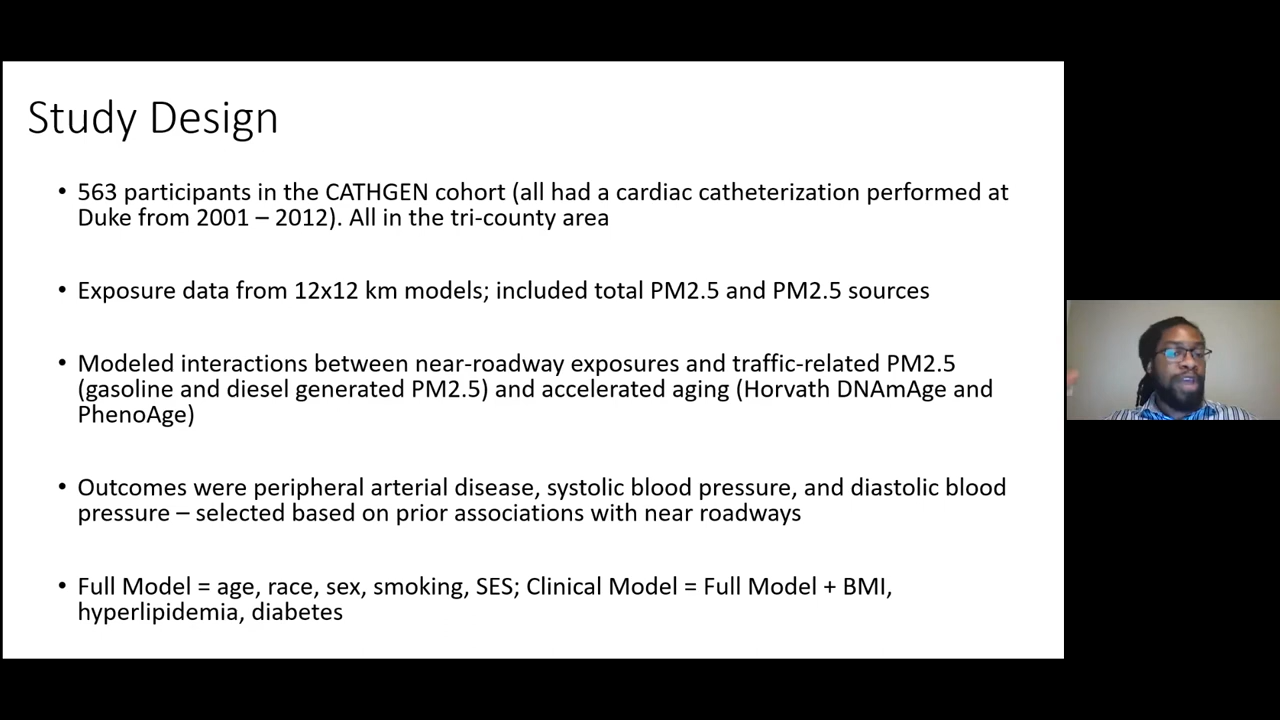 Study Design
• 563 participants in the CATHGEN cohort (all had a cardiac catheterization performed at
Duke from 2001 – 2012). All in the tri-county area
• Exposure data from 12x12 km models; included total PM2.5 and PM2.5 sources
• Modeled interactions between near-roadway exposures and traffic-related PM2.5
(gasoline and diesel generated PM2.5) and accelerated aging (Horvath DNAmAge and
PhenoAge)
• Outcomes were peripheral arterial disease, systolic blood pressure, and diastolic blood
pressure – selected based on prior associations with near roadways
• Full Model = age, race, sex, smoking, SES; Clinical Model = Full Model + BMI,
hyperlipidemia, diabetes